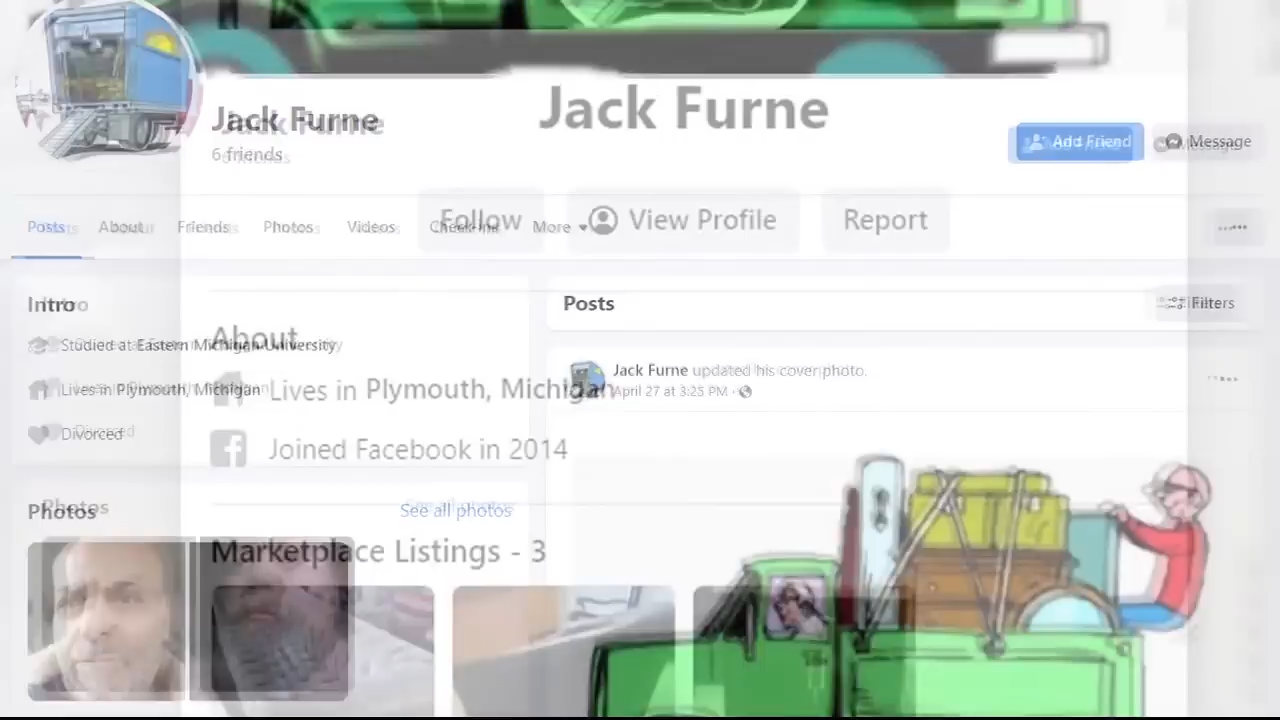 Jack Furne
Jack Furne
6 friends
Add Friend
Message
Follow
View Profile
Report
Posts
About
Friends
Photos
Videos
Check-ins
More
Intro
Studied at Eastern Michigan University
Lives in Plymouth, Michigan
Divorced
Posts
Filters
Jack Furne updated his cover photo.
April 27 at 3:25 PM
About
Lives in Plymouth, Michigan
Joined Facebook in 2014
Photos
See all photos
Marketplace Listings - 3